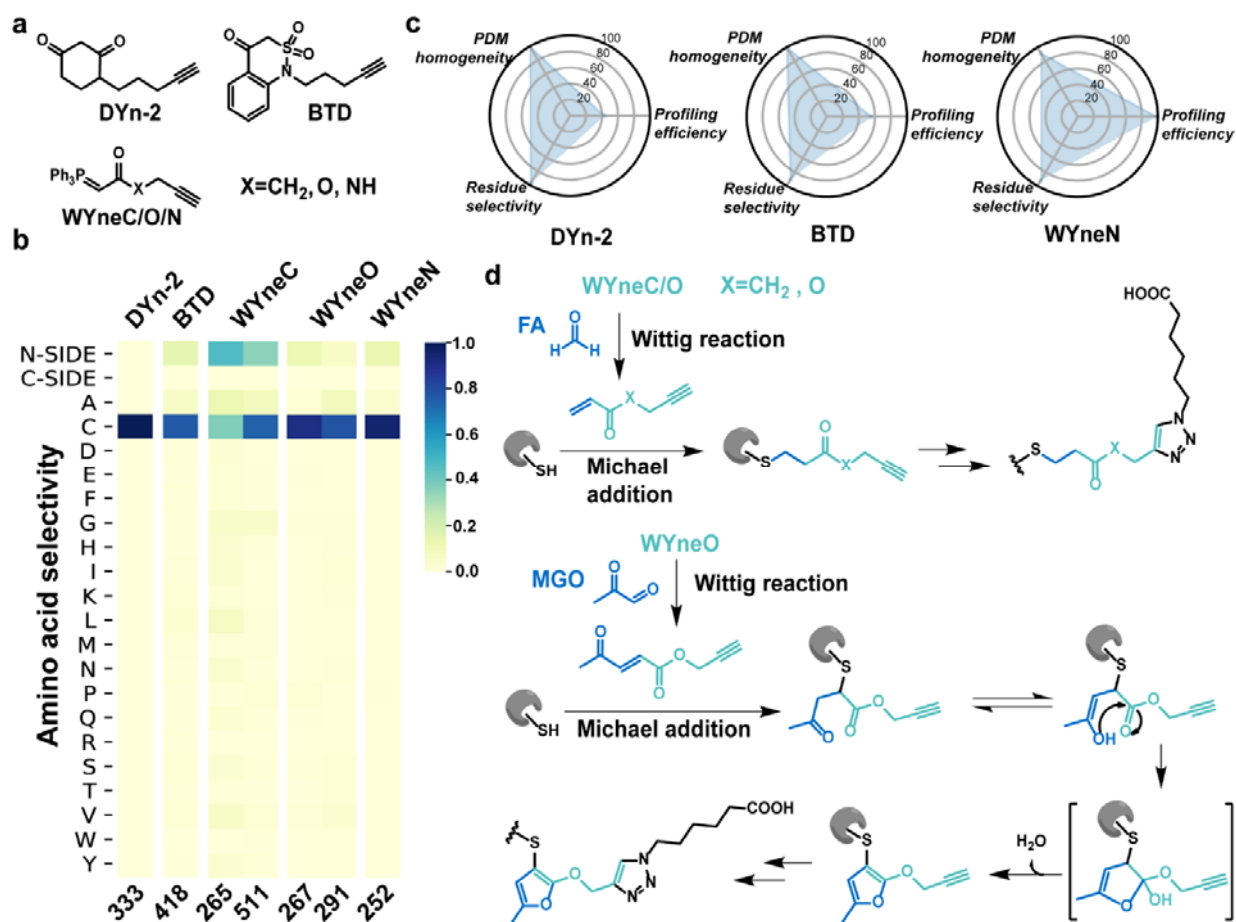 a
O
O
DYn-2
O
S
O
O
N
BTD
Ph₃P
O
X
WYneC/O/N
X=CH₂, O, NH
b
DYn-2
BTD
WYneC
WYneO
WYneN
N-SIDE
C-SIDE
A
C
D
E
F
G
H
I
K
L
M
N
P
Q
R
S
T
V
W
Y
Amino acid selectivity
333 418 265 511 267 291 252
1.0
0.8
0.6
0.4
0.2
0.0
c
PDM
homogeneity
100
80
60
40
20
Profiling
efficiency
Residue
selectivity
DYn-2
PDM
homogeneity
100
80
60
40
20
Profiling
efficiency
Residue
selectivity
BTD
PDM
homogeneity
100
80
60
40
20
Profiling
efficiency
Residue
selectivity
WYneN
d
WYneC/O X=CH₂ , O
FA
O
H H
Wittig reaction
X
O
SH
Michael
addition
S
O
X
HOOC
N
N
N
S
O
X
WYneO
MGO
O
O
Wittig reaction
O
O
O
SH
Michael addition
S
O
O
O
S
O
OH
O
H₂O
S
O
O
OH
S
O
O
S
O
O
N
N
N
COOH